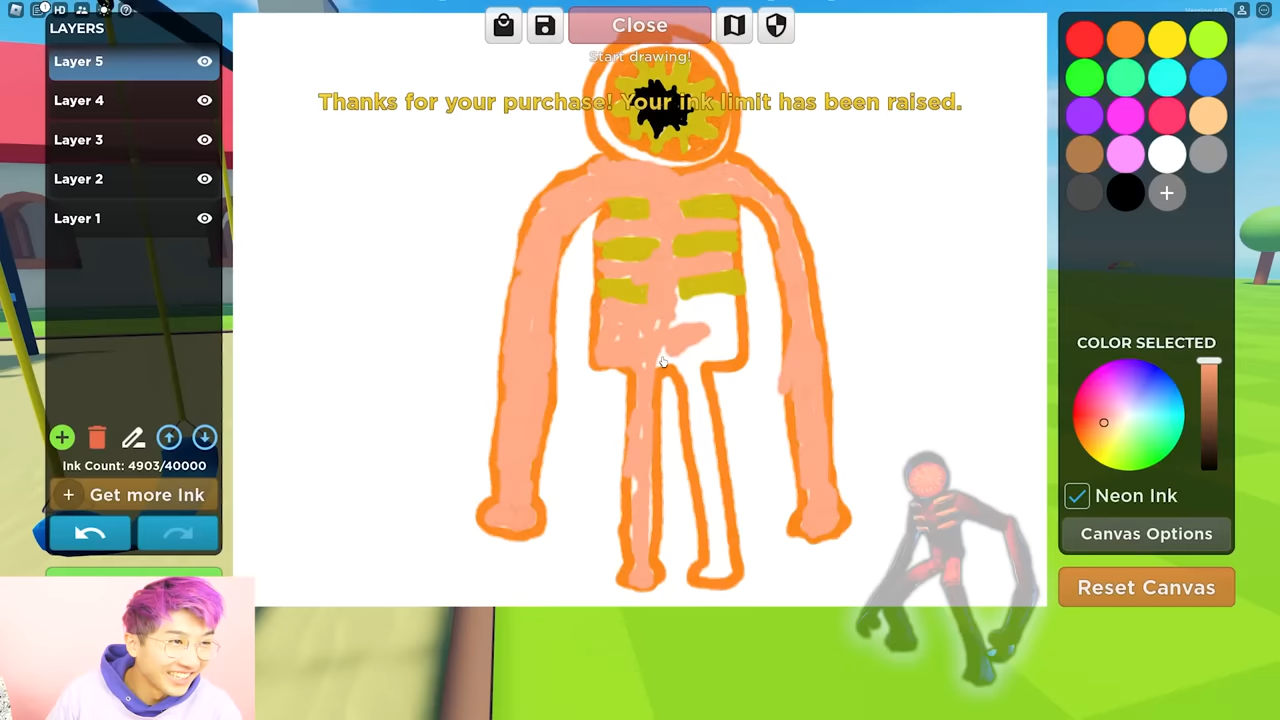 HD
LAYERS
Layer 5
Layer 4
Layer 3
Layer 2
Layer 1
Ink Count: 4903/40000
+ Get more Ink
Close
Start drawing!
Thanks for your purchase! Your ink limit has been raised.
COLOR SELECTED
Neon Ink
Canvas Options
Reset Canvas